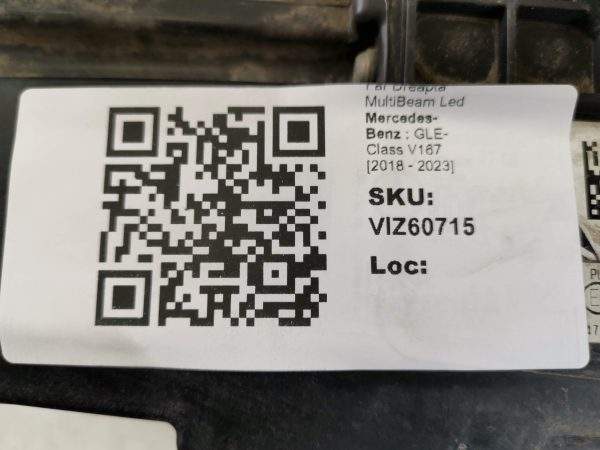 Far Dreapta
MultiBeam Led
Mercedes-
Benz : GLE-
Class V167
[2018 - 2023]
SKU:
VIZ60715
Loc: